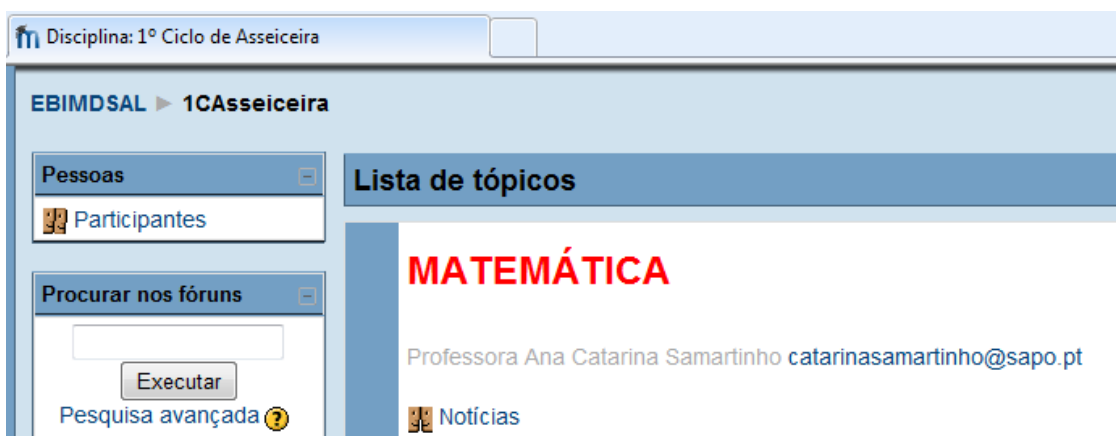 Disciplina: 1º Ciclo de Asseiceira
EBIMDSAL ► 1CAsseiceira
Pessoas
Participantes
Procurar nos fóruns
Executar
Pesquisa avançada ?
Lista de tópicos
MATEMÁTICA
Professora Ana Catarina Samartinho catarinasamartinho@sapo.pt
Notícias